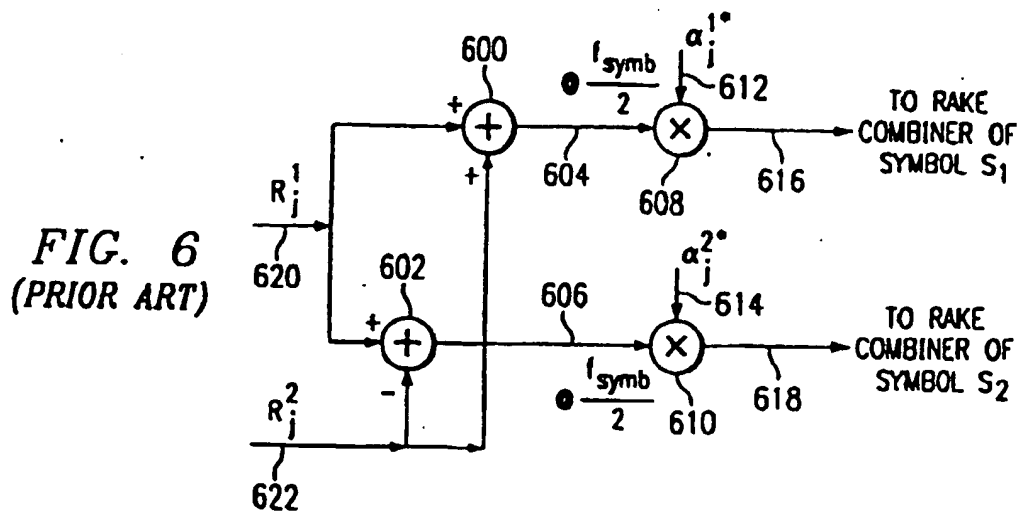 FIG. 6
(PRIOR ART)
R_j^1
620
R_j^2
622
600
+
+
+
602
+
+
-
604
606
@ f_symb/2
@ f_symb/2
α_j^1*
612
×
608
616
α_j^2*
614
×
610
618
TO RAKE
COMBINER OF
SYMBOL S_1
TO RAKE
COMBINER OF
SYMBOL S_2